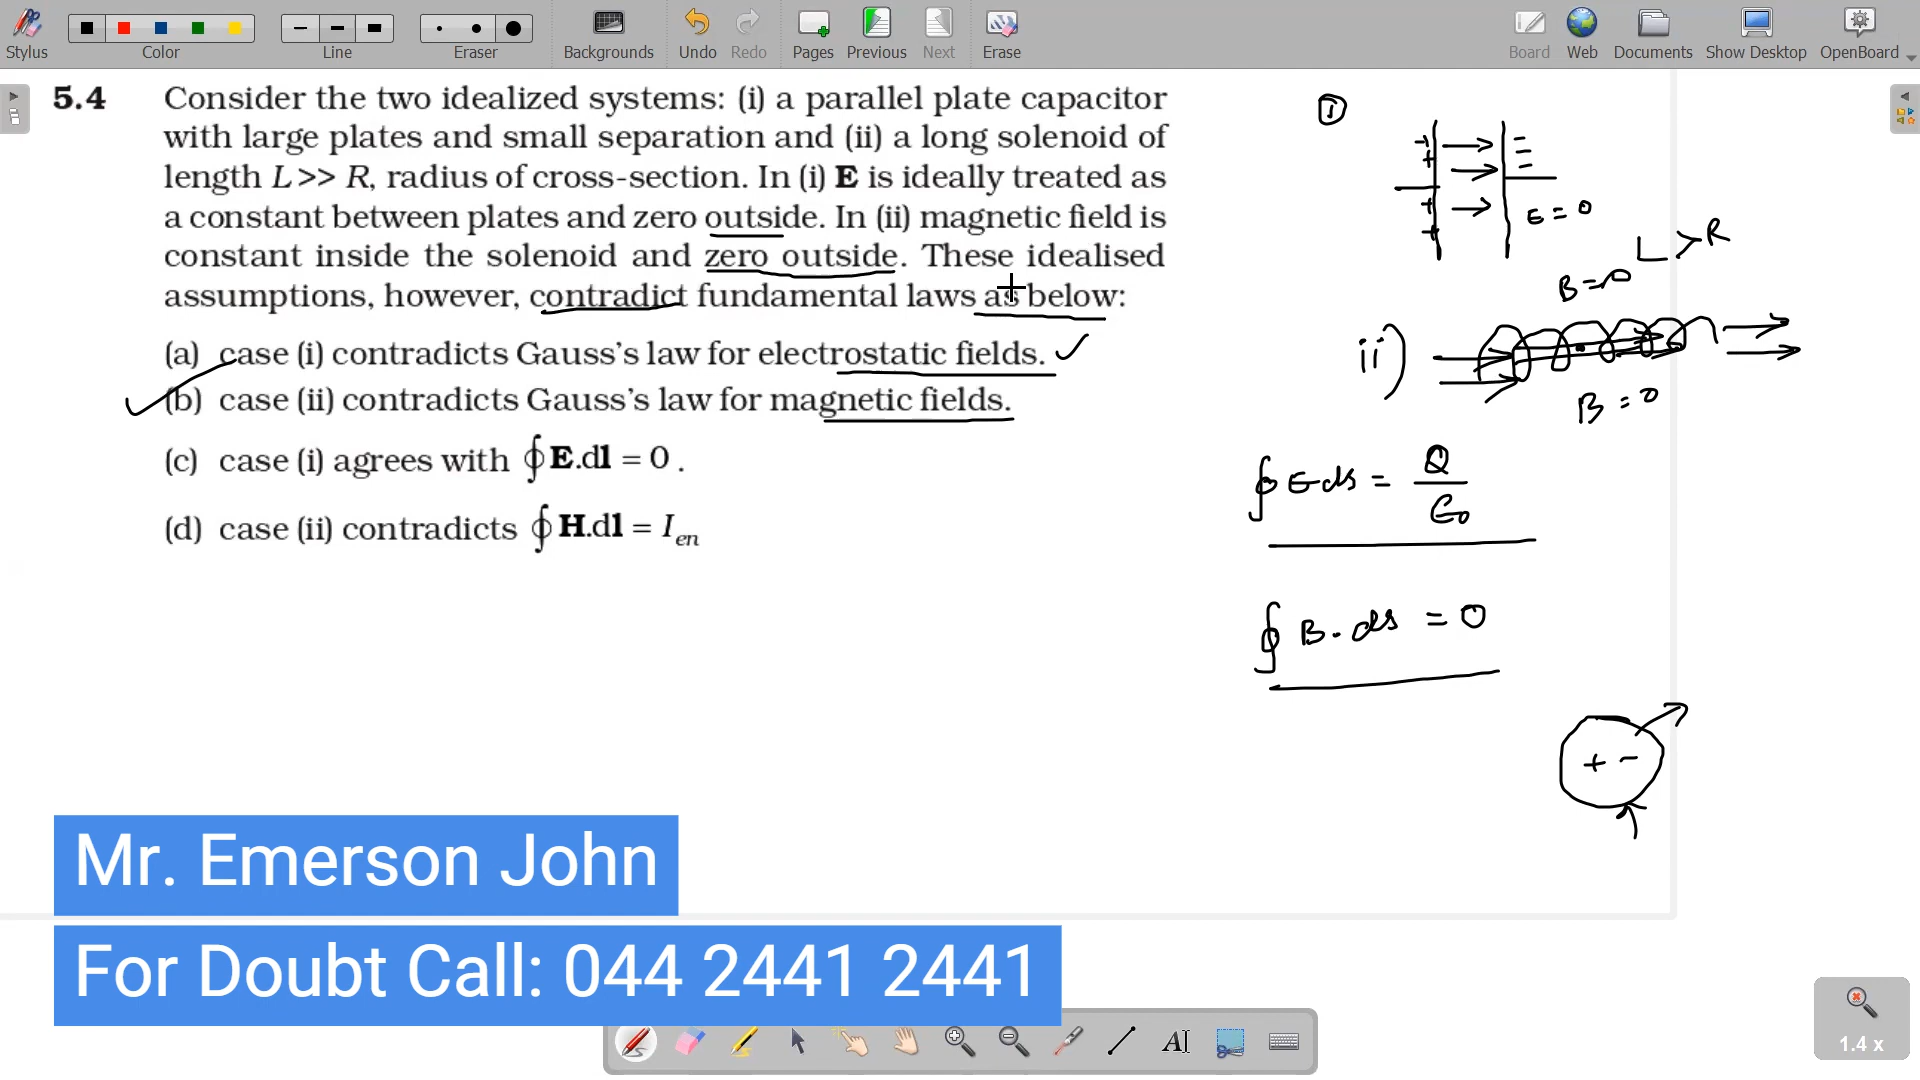 Stylus
Color
Line
Eraser
Backgrounds
Undo
Redo
Pages
Previous
Next
Erase
Board
Web
Documents
Show Desktop
OpenBoard
5.4 Consider the two idealized systems: (i) a parallel plate capacitor
with large plates and small separation and (ii) a long solenoid of
length L >> R, radius of cross-section. In (i) E is ideally treated as
a constant between plates and zero outside. In (ii) magnetic field is
constant inside the solenoid and zero outside. These idealised
assumptions, however, contradict fundamental laws as below:
(a) case (i) contradicts Gauss's law for electrostatic fields.
(b) case (ii) contradicts Gauss's law for magnetic fields.
(c) case (i) agrees with ∮E.dl = 0 .
(d) case (ii) contradicts ∮H.dl = I_en
E = 0
L > R
B = 0
ii)
B = 0
∮ E ds = Q / ε₀
∮ B . ds = 0
+ -
Mr. Emerson John
For Doubt Call: 044 2441 2441
1.4 x